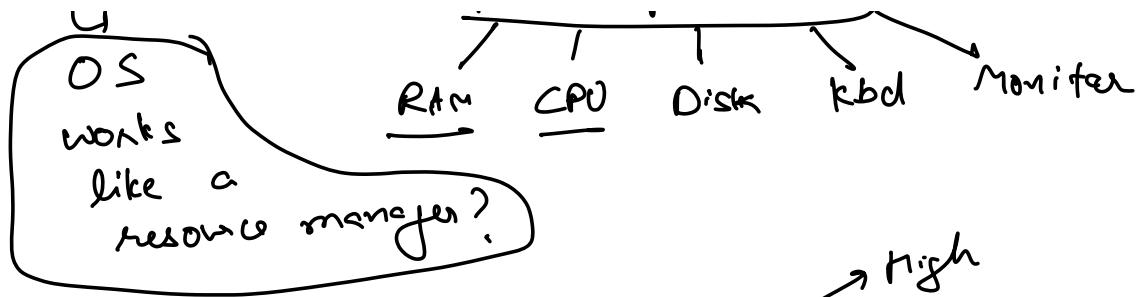 OS
works
like a
resource manager?
RAM CPU Disk kbd Monitor
High